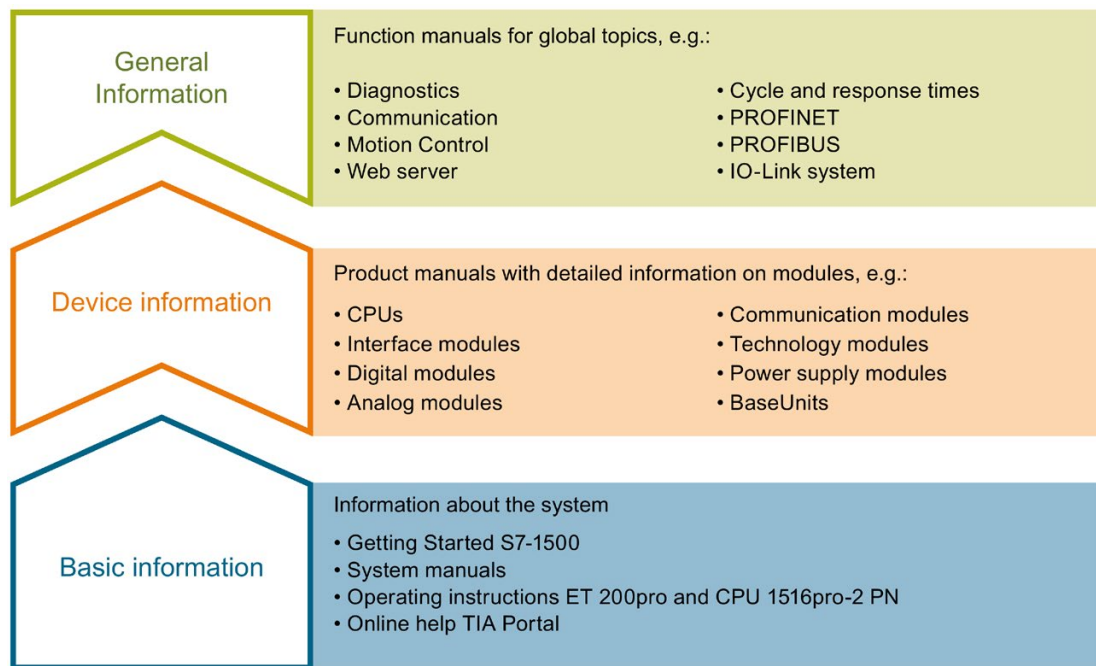 General
Information
Function manuals for global topics, e.g.:
• Diagnostics
• Communication
• Motion Control
• Web server
• Cycle and response times
• PROFINET
• PROFIBUS
• IO-Link system
Device information
Product manuals with detailed information on modules, e.g.:
• CPUs
• Interface modules
• Digital modules
• Analog modules
• Communication modules
• Technology modules
• Power supply modules
• BaseUnits
Basic information
Information about the system
• Getting Started S7-1500
• System manuals
• Operating instructions ET 200pro and CPU 1516pro-2 PN
• Online help TIA Portal